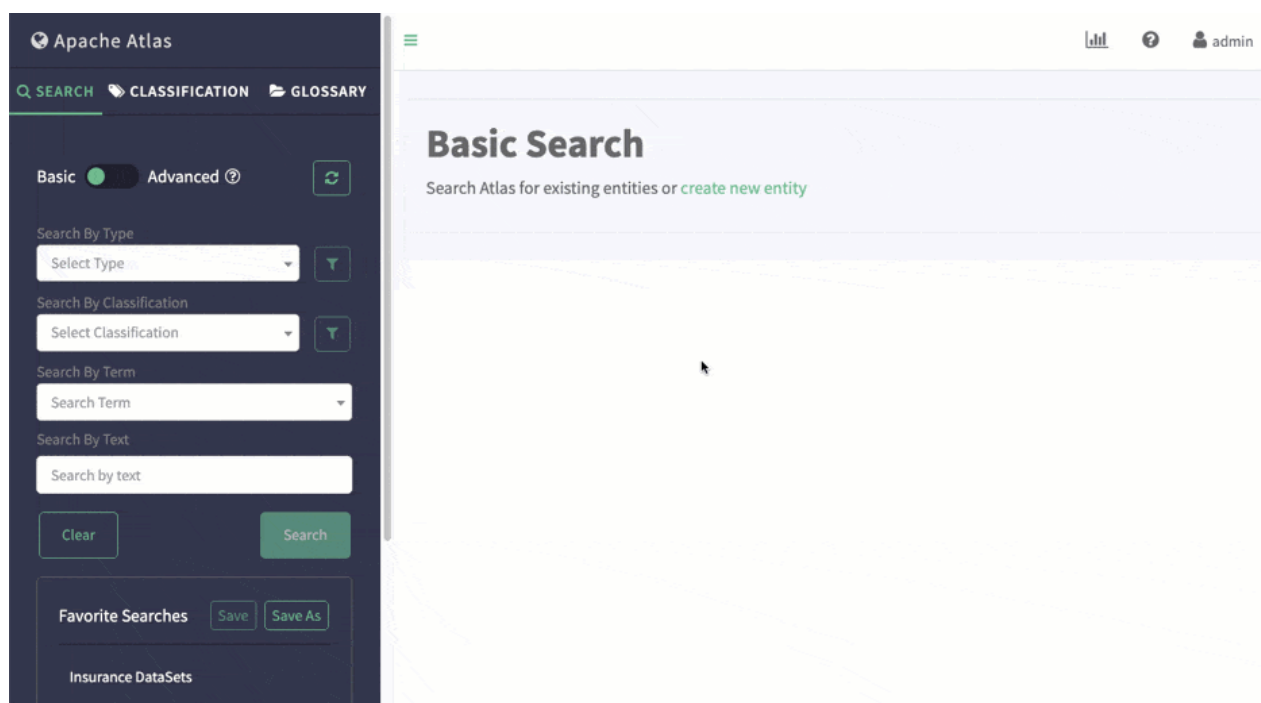 Apache Atlas
SEARCH CLASSIFICATION GLOSSARY
Basic Advanced
Search By Type
Select Type
Search By Classification
Select Classification
Search By Term
Search Term
Search By Text
Search by text
Clear Search
Favorite Searches Save Save As
Insurance DataSets
admin
Basic Search
Search Atlas for existing entities or create new entity